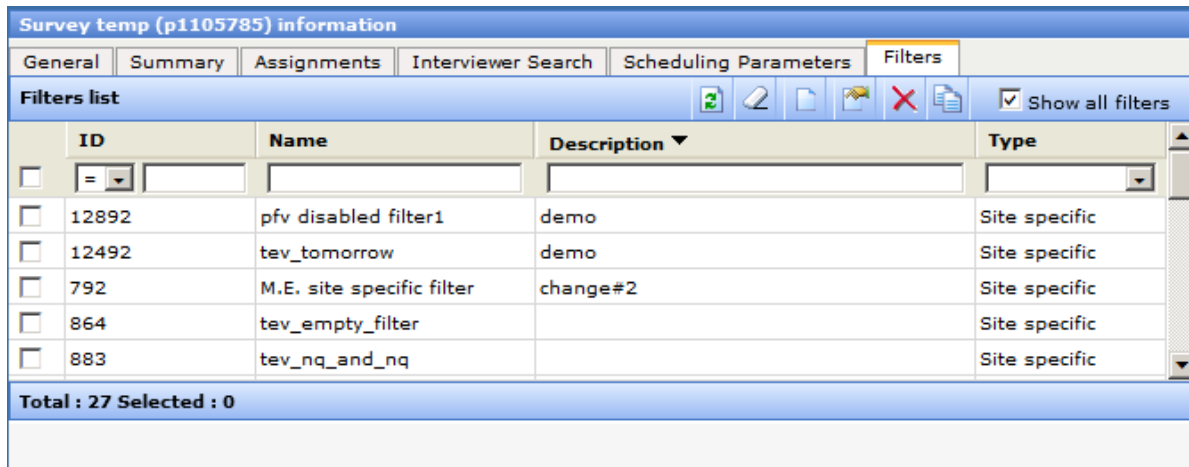 Survey temp (p1105785) information
General Summary Assignments Interviewer Search Scheduling Parameters Filters
Filters list Show all filters
ID Name Description Type
=
12892 pfv disabled filter1 demo Site specific
12492 tev_tomorrow demo Site specific
792 M.E. site specific filter change#2 Site specific
864 tev_empty_filter Site specific
883 tev_nq_and_nq Site specific
Total : 27 Selected : 0